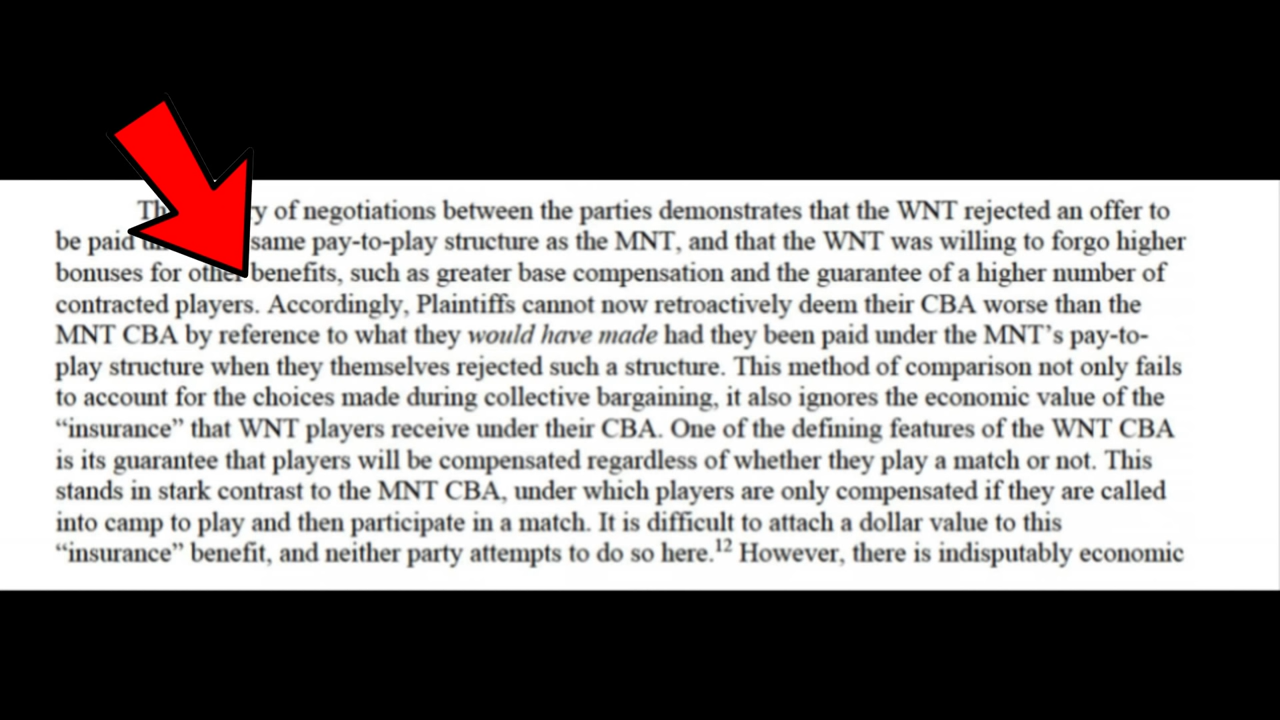 of negotiations between the parties demonstrates that the WNT rejected an offer to
be paid same pay-to-play structure as the MNT, and that the WNT was willing to forgo higher
bonuses for other benefits, such as greater base compensation and the guarantee of a higher number of
contracted players. Accordingly, Plaintiffs cannot now retroactively deem their CBA worse than the
MNT CBA by reference to what they would have made had they been paid under the MNT’s pay-to-
play structure when they themselves rejected such a structure. This method of comparison not only fails
to account for the choices made during collective bargaining, it also ignores the economic value of the
“insurance” that WNT players receive under their CBA. One of the defining features of the WNT CBA
is its guarantee that players will be compensated regardless of whether they play a match or not. This
stands in stark contrast to the MNT CBA, under which players are only compensated if they are called
into camp to play and then participate in a match. It is difficult to attach a dollar value to this
“insurance” benefit, and neither party attempts to do so here.12 However, there is indisputably economic